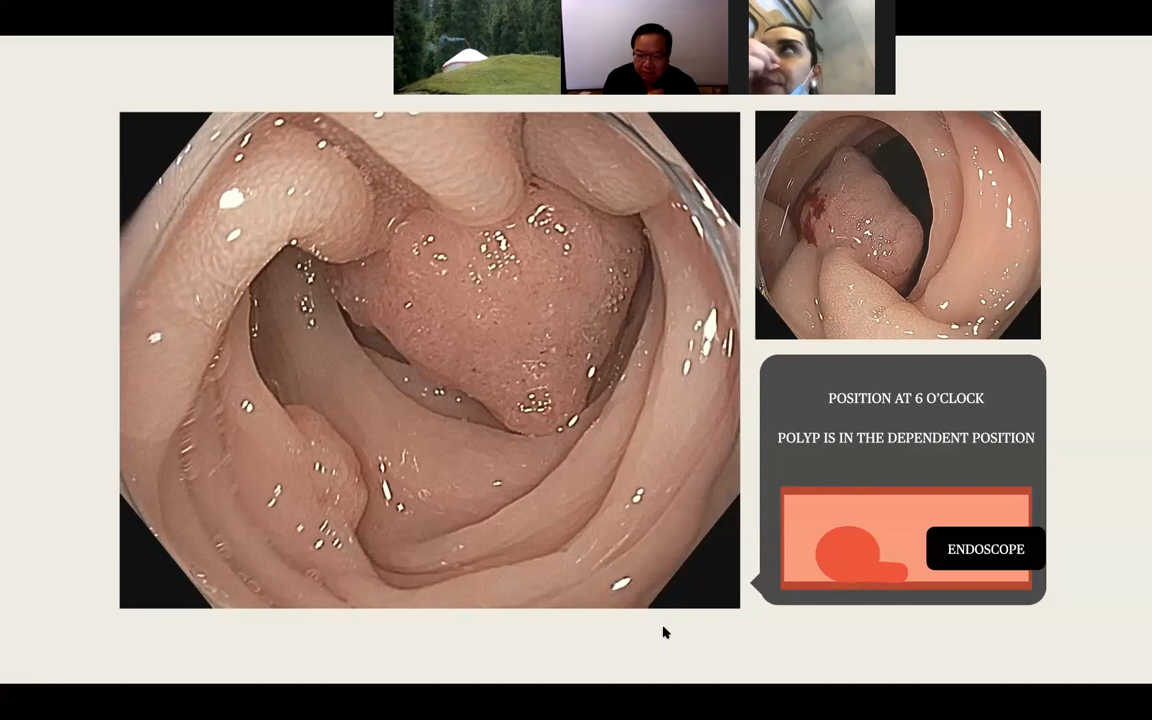 POSITION AT 6 O'CLOCK
POLYP IS IN THE DEPENDENT POSITION
ENDOSCOPE